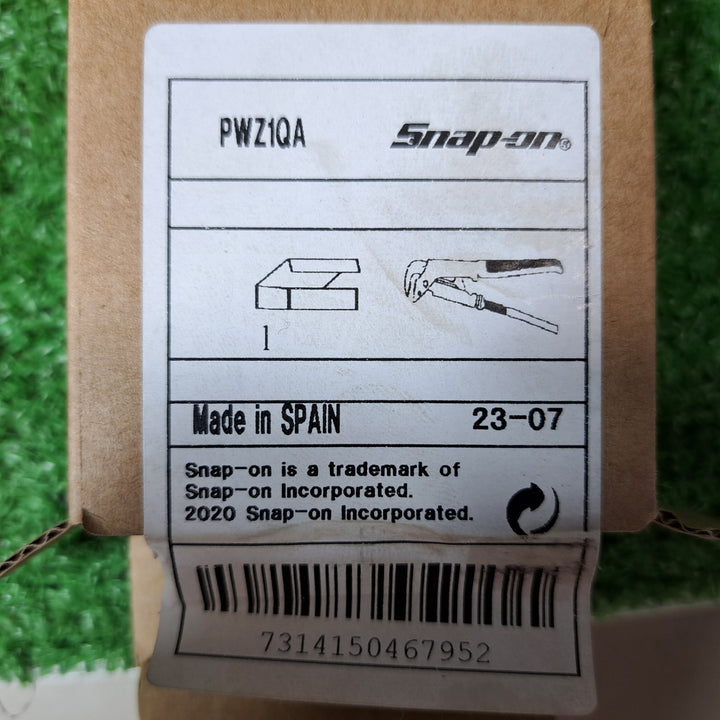 PWZ1QA Snap-on®
1
Made in SPAIN 23-07
Snap-on is a trademark of
Snap-on Incorporated.
2020 Snap-on Incorporated.
7314150467952